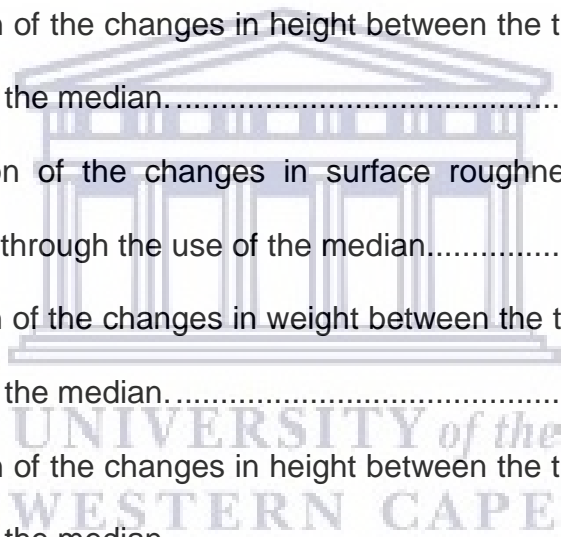 n of the changes in height between the t
the median.......................................
on of the changes in surface roughne
through the use of the median................
n of the changes in weight between the t
the median.......................................
UNIVERSITY of the
n of the changes in height between the t
WESTERN CAPE
the median